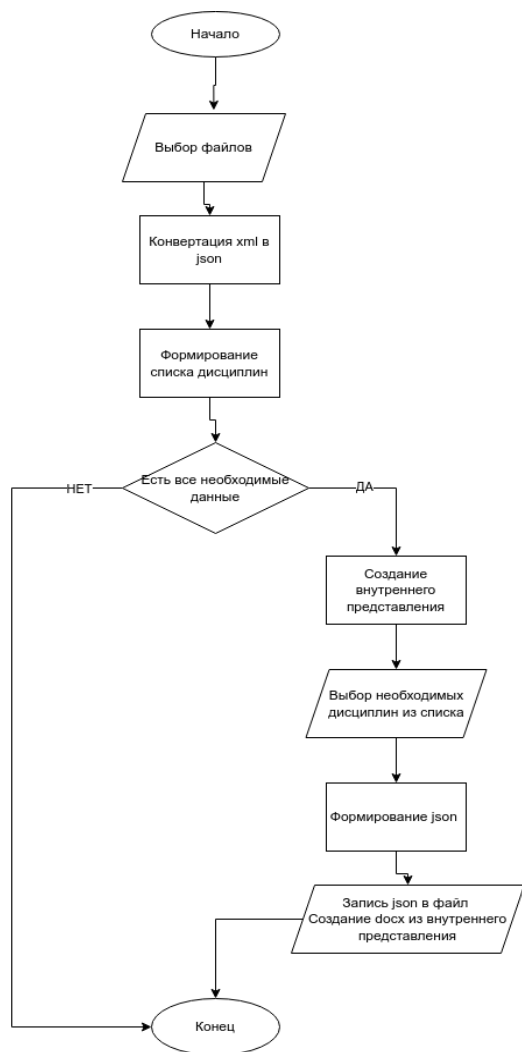 Начало
Выбор файлов
Конвертация xml в
json
Формирование
списка дисциплин
Есть все необходимые
данные
НЕТ
ДА
Создание
внутреннего
представления
Выбор необходимых
дисциплин из списка
Формирование json
Запись json в файл
Создание docx из внутреннего
представления
Конец